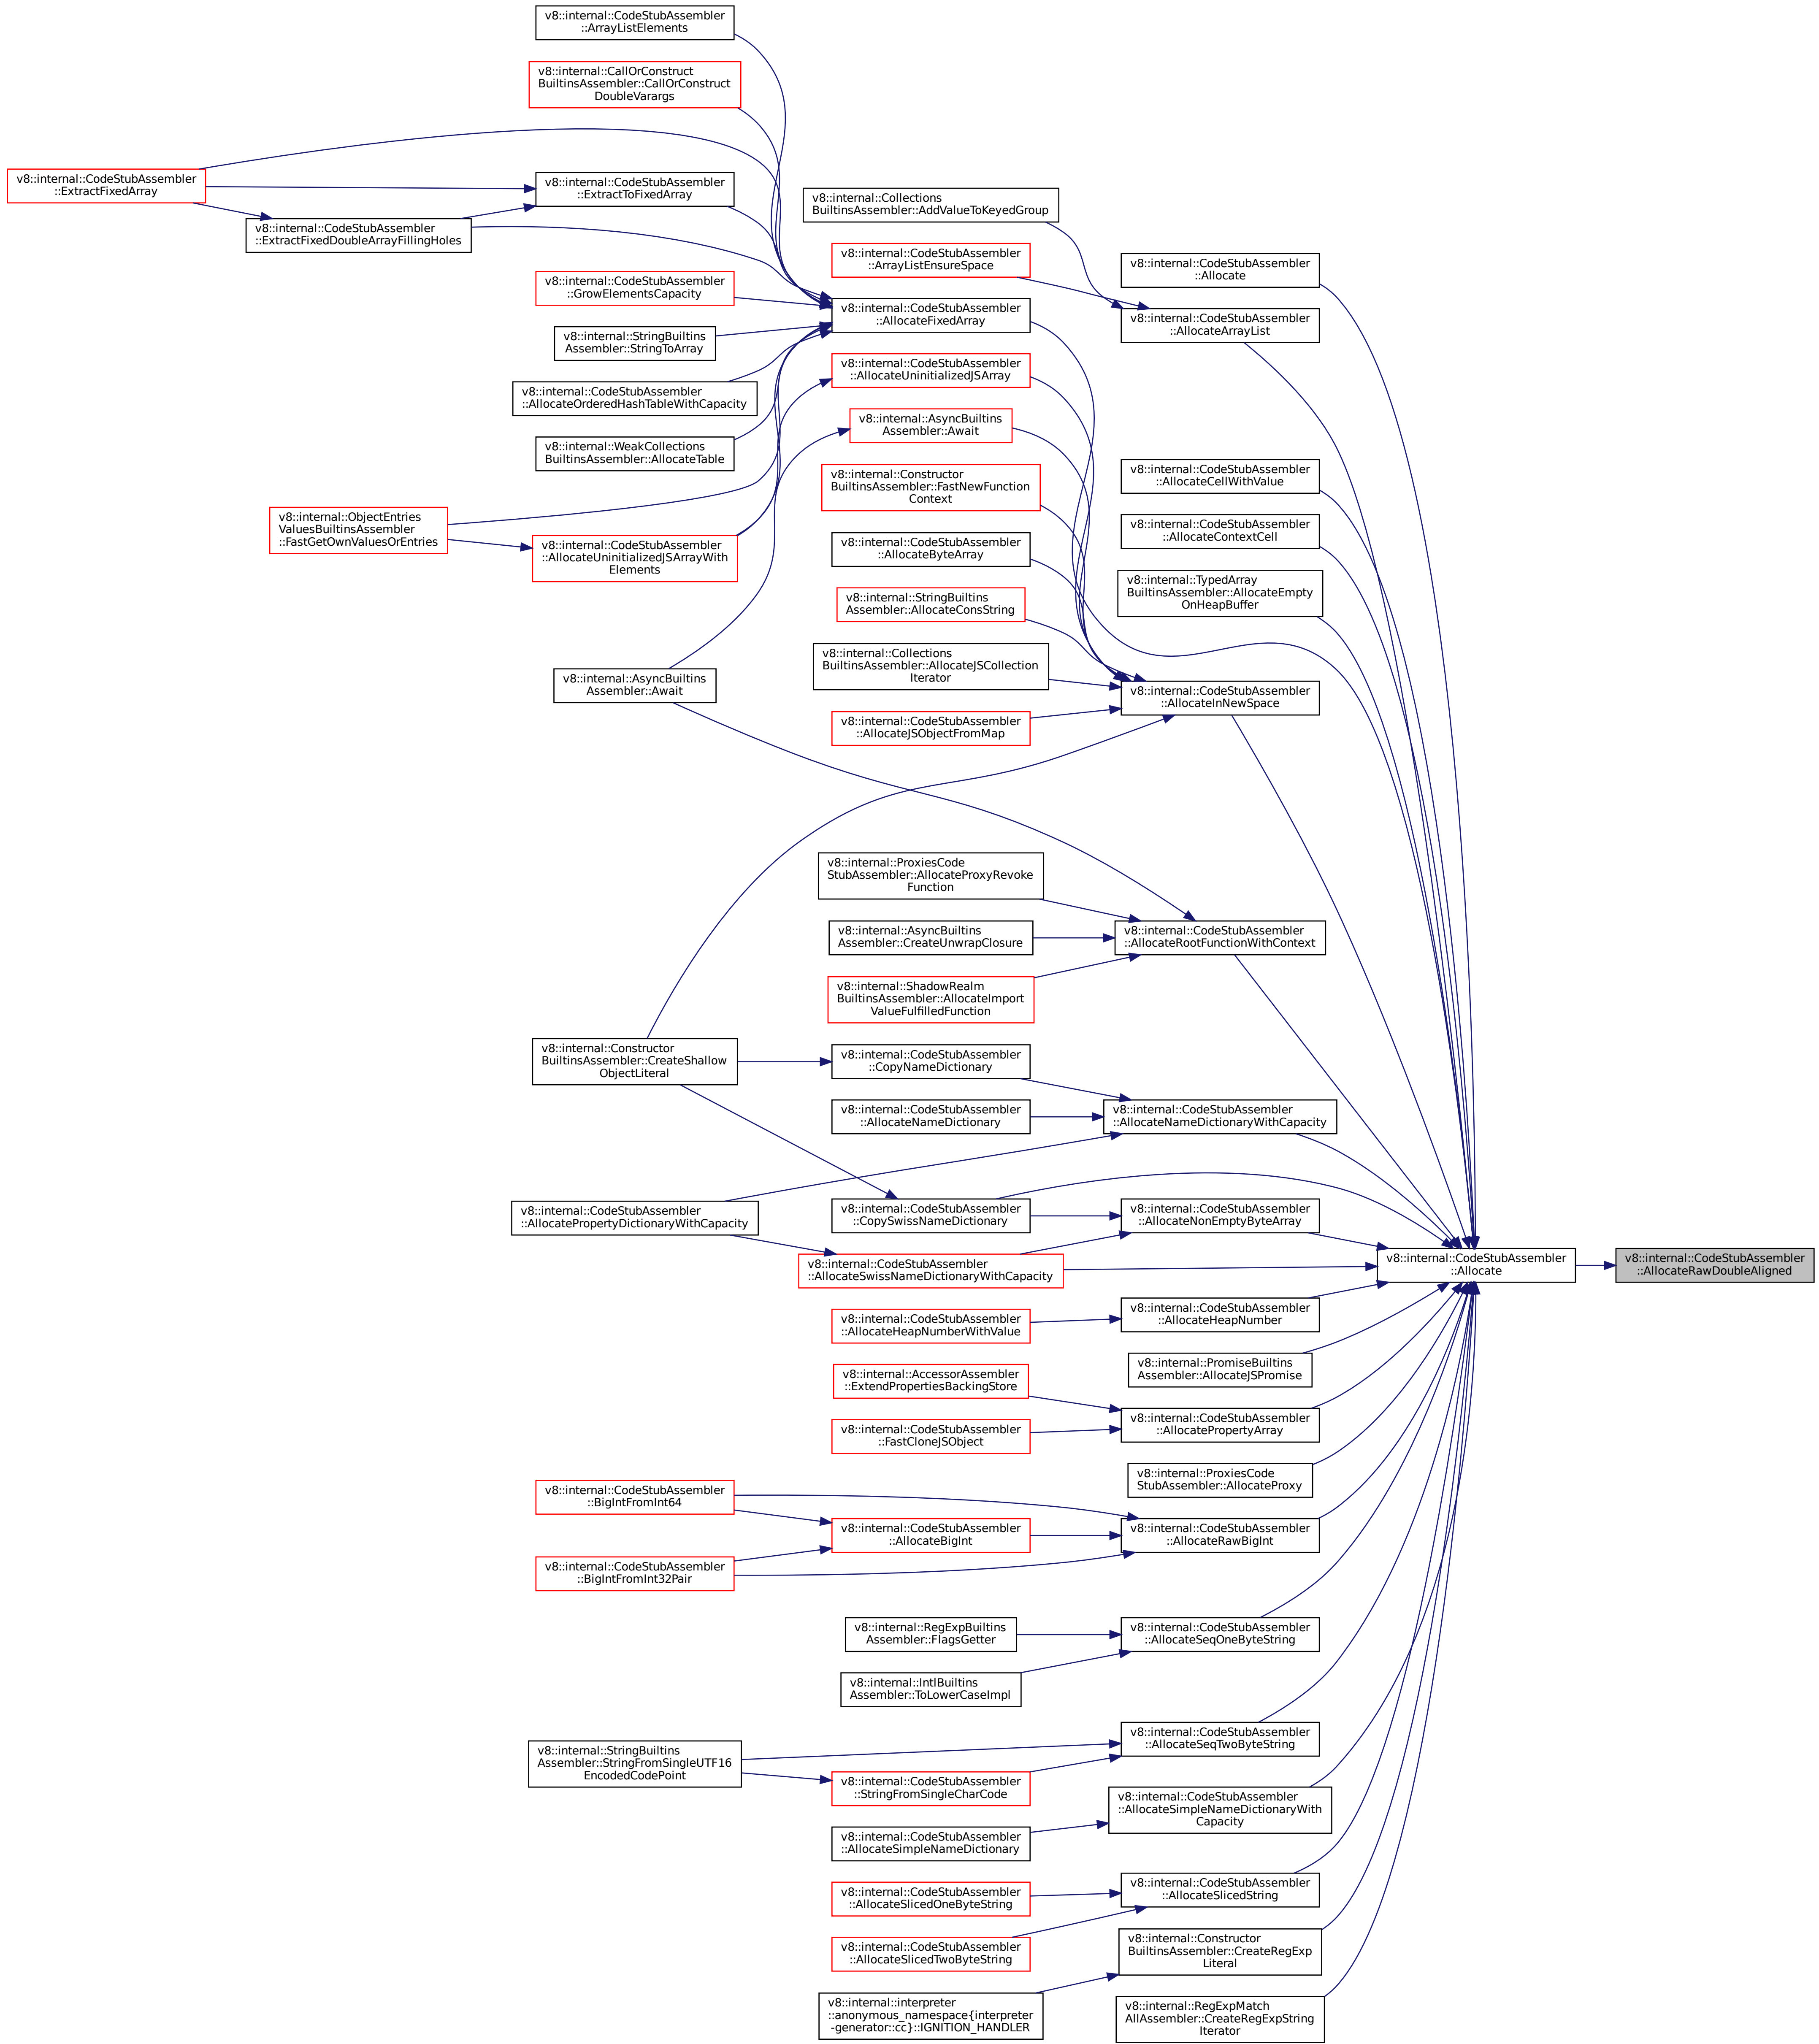 v8::internal::CodeStubAssembler
::ArrayListElements
v8::internal::CallOrConstruct
BuiltinsAssembler::CallOrConstruct
DoubleVarargs
v8::internal::CodeStubAssembler
::ExtractFixedArray
v8::internal::CodeStubAssembler
::ExtractToFixedArray
v8::internal::CodeStubAssembler
::ExtractFixedDoubleArrayFillingHoles
v8::internal::Collections
BuiltinsAssembler::AddValueToKeyedGroup
v8::internal::CodeStubAssembler
::ArrayListEnsureSpace
v8::internal::CodeStubAssembler
::Allocate
v8::internal::CodeStubAssembler
::GrowElementsCapacity
v8::internal::CodeStubAssembler
::AllocateFixedArray
v8::internal::CodeStubAssembler
::AllocateArrayList
v8::internal::StringBuiltins
Assembler::StringToArray
v8::internal::CodeStubAssembler
::AllocateUninitializedJSArray
v8::internal::CodeStubAssembler
::AllocateOrderedHashTableWithCapacity
v8::internal::AsyncBuiltins
Assembler::Await
v8::internal::WeakCollections
BuiltinsAssembler::AllocateTable
v8::internal::CodeStubAssembler
::AllocateCellWithValue
v8::internal::Constructor
BuiltinsAssembler::FastNewFunction
Context
v8::internal::ObjectEntries
ValuesBuiltinsAssembler
::FastGetOwnValuesOrEntries
v8::internal::CodeStubAssembler
::AllocateUninitializedJSArrayWith
Elements
v8::internal::CodeStubAssembler
::AllocateByteArray
v8::internal::CodeStubAssembler
::AllocateContextCell
v8::internal::TypedArray
BuiltinsAssembler::AllocateEmpty
OnHeapBuffer
v8::internal::StringBuiltins
Assembler::AllocateConsString
v8::internal::Collections
BuiltinsAssembler::AllocateJSCollection
Iterator
v8::internal::AsyncBuiltins
Assembler::Await
v8::internal::CodeStubAssembler
::AllocateInNewSpace
v8::internal::CodeStubAssembler
::AllocateJSObjectFromMap
v8::internal::ProxiesCode
StubAssembler::AllocateProxyRevoke
Function
v8::internal::AsyncBuiltins
Assembler::CreateUnwrapClosure
v8::internal::CodeStubAssembler
::AllocateRootFunctionWithContext
v8::internal::ShadowRealm
BuiltinsAssembler::AllocateImport
ValueFulfilledFunction
v8::internal::Constructor
BuiltinsAssembler::CreateShallow
ObjectLiteral
v8::internal::CodeStubAssembler
::CopyNameDictionary
v8::internal::CodeStubAssembler
::AllocateNameDictionary
v8::internal::CodeStubAssembler
::AllocateNameDictionaryWithCapacity
v8::internal::CodeStubAssembler
::AllocatePropertyDictionaryWithCapacity
v8::internal::CodeStubAssembler
::CopySwissNameDictionary
v8::internal::CodeStubAssembler
::AllocateNonEmptyByteArray
v8::internal::CodeStubAssembler
::AllocateSwissNameDictionaryWithCapacity
v8::internal::CodeStubAssembler
::Allocate
v8::internal::CodeStubAssembler
::AllocateRawDoubleAligned
v8::internal::CodeStubAssembler
::AllocateHeapNumberWithValue
v8::internal::CodeStubAssembler
::AllocateHeapNumber
v8::internal::PromiseBuiltins
Assembler::AllocateJSPromise
v8::internal::AccessorAssembler
::ExtendPropertiesBackingStore
v8::internal::CodeStubAssembler
::FastCloneJSObject
v8::internal::CodeStubAssembler
::AllocatePropertyArray
v8::internal::ProxiesCode
StubAssembler::AllocateProxy
v8::internal::CodeStubAssembler
::BigIntFromInt64
v8::internal::CodeStubAssembler
::AllocateBigInt
v8::internal::CodeStubAssembler
::AllocateRawBigInt
v8::internal::CodeStubAssembler
::BigIntFromInt32Pair
v8::internal::RegExpBuiltins
Assembler::FlagsGetter
v8::internal::CodeStubAssembler
::AllocateSeqOneByteString
v8::internal::IntlBuiltins
Assembler::ToLowerCaseImpl
v8::internal::StringBuiltins
Assembler::StringFromSingleUTF16
EncodedCodePoint
v8::internal::CodeStubAssembler
::AllocateSeqTwoByteString
v8::internal::CodeStubAssembler
::StringFromSingleCharCode
v8::internal::CodeStubAssembler
::AllocateSimpleNameDictionaryWith
Capacity
v8::internal::CodeStubAssembler
::AllocateSimpleNameDictionary
v8::internal::CodeStubAssembler
::AllocateSlicedOneByteString
v8::internal::CodeStubAssembler
::AllocateSlicedString
v8::internal::CodeStubAssembler
::AllocateSlicedTwoByteString
v8::internal::Constructor
BuiltinsAssembler::CreateRegExp
Literal
v8::internal::interpreter
::anonymous_namespace{interpreter
-generator::cc}::IGNITION_HANDLER
v8::internal::RegExpMatch
AllAssembler::CreateRegExpString
Iterator